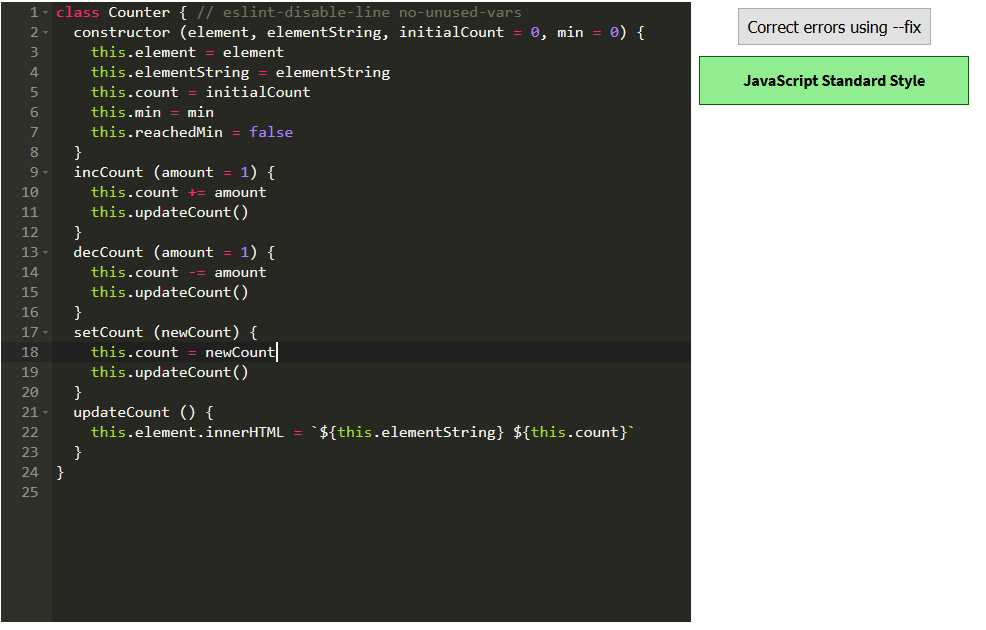 1 class Counter { // eslint-disable-line no-unused-vars
2   constructor (element, elementString, initialCount = 0, min = 0) {
3     this.element = element
4     this.elementString = elementString
5     this.count = initialCount
6     this.min = min
7     this.reachedMin = false
8   }
9   incCount (amount = 1) {
10     this.count += amount
11     this.updateCount()
12   }
13   decCount (amount = 1) {
14     this.count -= amount
15     this.updateCount()
16   }
17   setCount (newCount) {
18     this.count = newCount
19     this.updateCount()
20   }
21   updateCount () {
22     this.element.innerHTML = `${this.elementString} ${this.count}`
23   }
24 }
25
Correct errors using --fix
JavaScript Standard Style